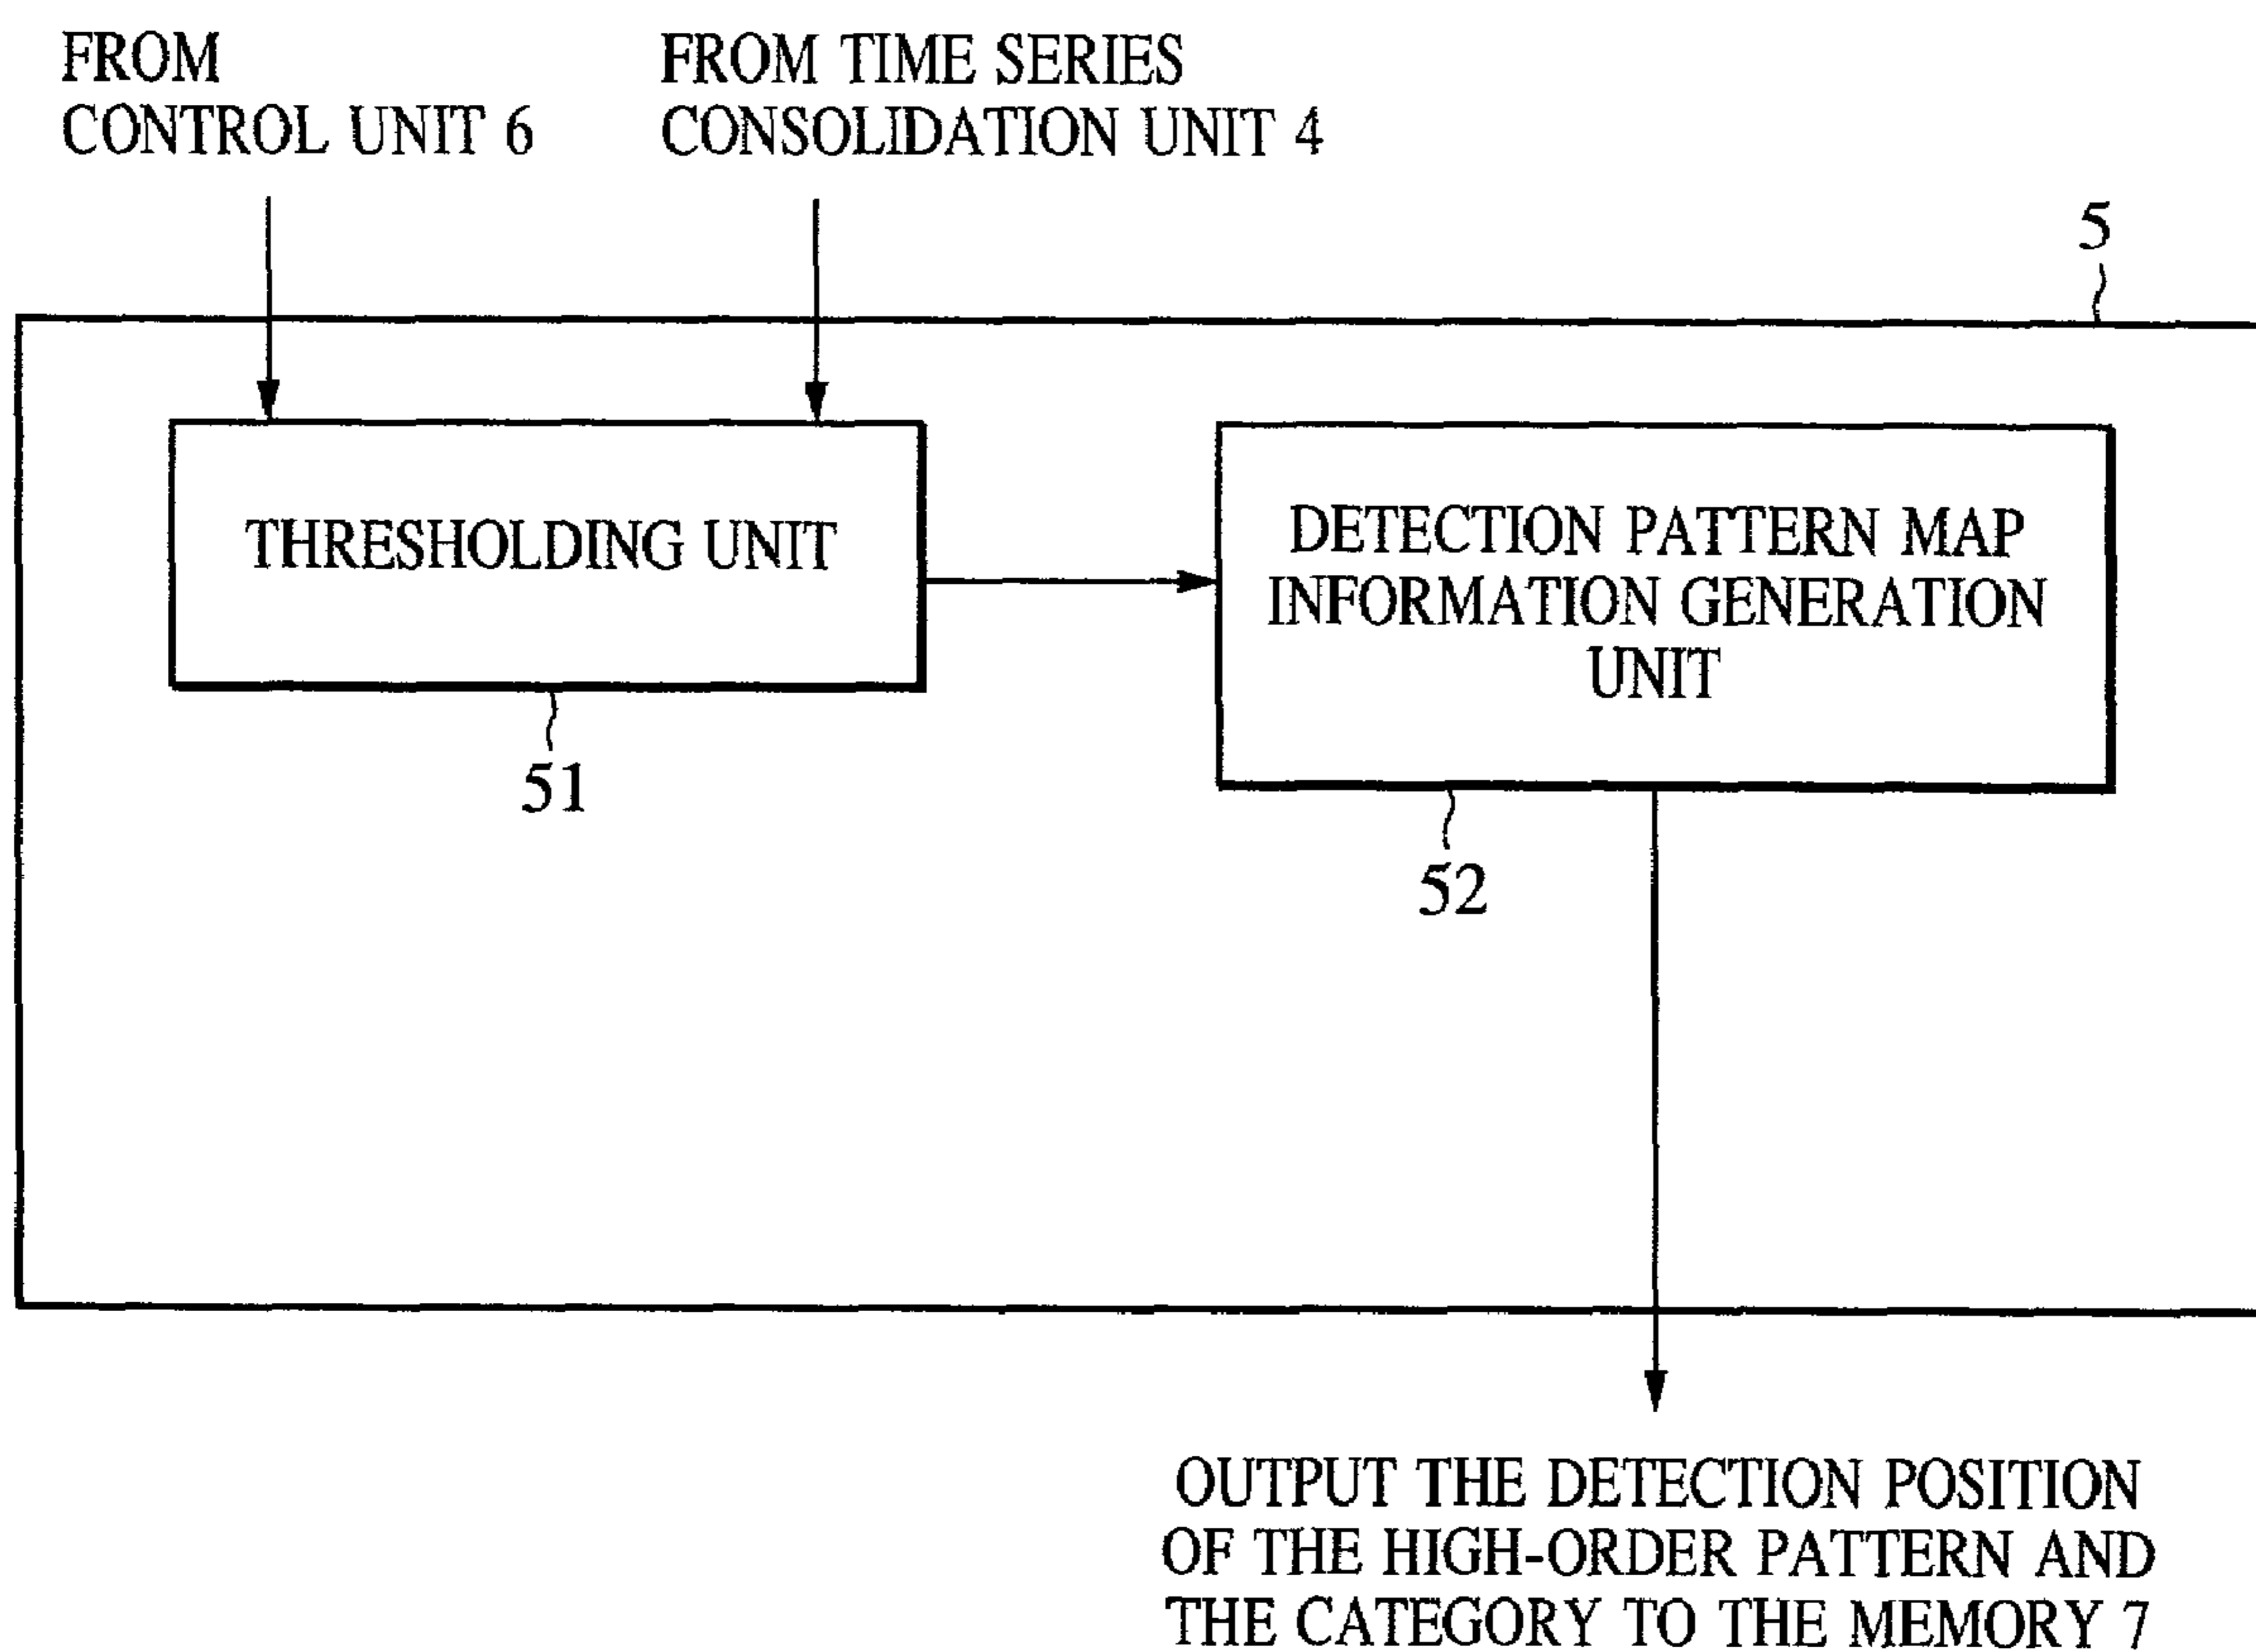 FROM
CONTROL UNIT 6
FROM TIME SERIES
CONSOLIDATION UNIT 4
5
THRESHOLDING UNIT
51
DETECTION PATTERN MAP
INFORMATION GENERATION
UNIT
52
OUTPUT THE DETECTION POSITION
OF THE HIGH-ORDER PATTERN AND
THE CATEGORY TO THE MEMORY 7